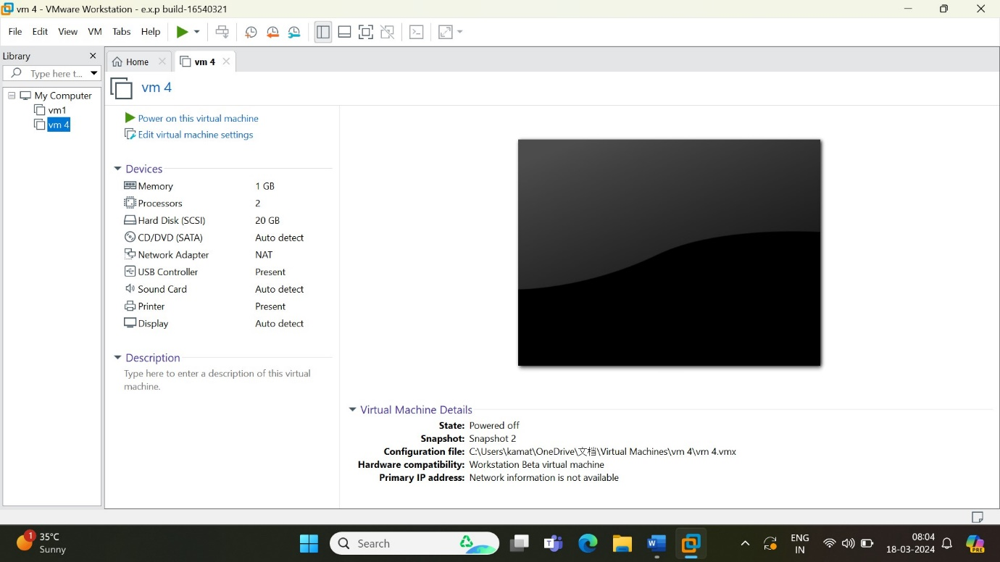 vm 4 - VMware Workstation - e.x.p build-16540321
File Edit View VM Tabs Help
Library
Type here t...
My Computer
vm1
vm 4
Home
vm 4
vm 4
Power on this virtual machine
Edit virtual machine settings
Devices
Memory 1 GB
Processors 2
Hard Disk (SCSI) 20 GB
CD/DVD (SATA) Auto detect
Network Adapter NAT
USB Controller Present
Sound Card Auto detect
Printer Present
Display Auto detect
Description
Type here to enter a description of this virtual
machine.
Virtual Machine Details
State: Powered off
Snapshot: Snapshot 2
Configuration file: C:\Users\kamat\OneDrive\文档\Virtual Machines\vm 4\vm 4.vmx
Hardware compatibility: Workstation Beta virtual machine
Primary IP address: Network information is not available
1
35°C
Sunny
Search
T
W
ENG
IN
08:04
18-03-2024
PRE